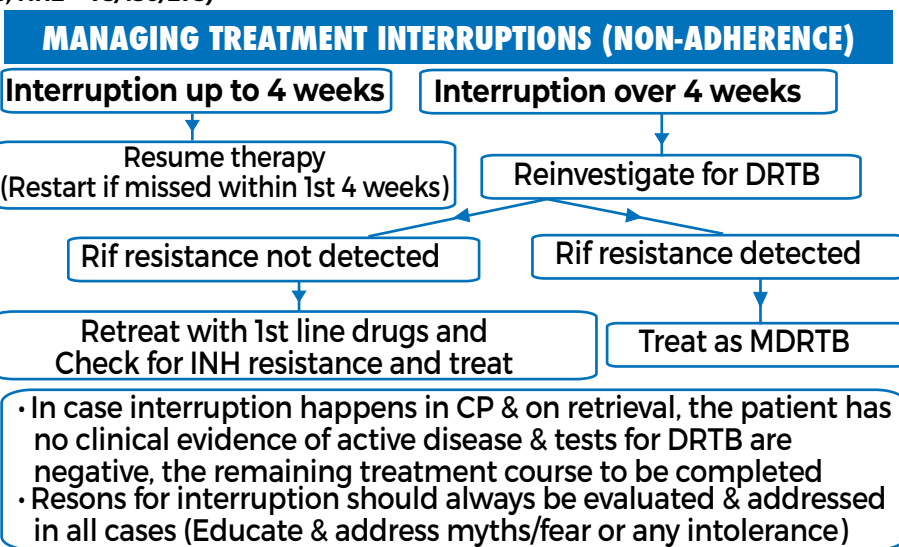 MANAGING TREATMENT INTERRUPTIONS (NON-ADHERENCE)
Interruption up to 4 weeks
Interruption over 4 weeks
Resume therapy
(Restart if missed within 1st 4 weeks)
Reinvestigate for DRTB
Rif resistance not detected
Rif resistance detected
Retreat with 1st line drugs and
Check for INH resistance and treat
Treat as MDRTB
• In case interruption happens in CP & on retrieval, the patient has
no clinical evidence of active disease & tests for DRTB are
negative, the remaining treatment course to be completed
• Resons for interruption should always be evaluated & addressed
in all cases (Educate & address myths/fear or any intolerance)